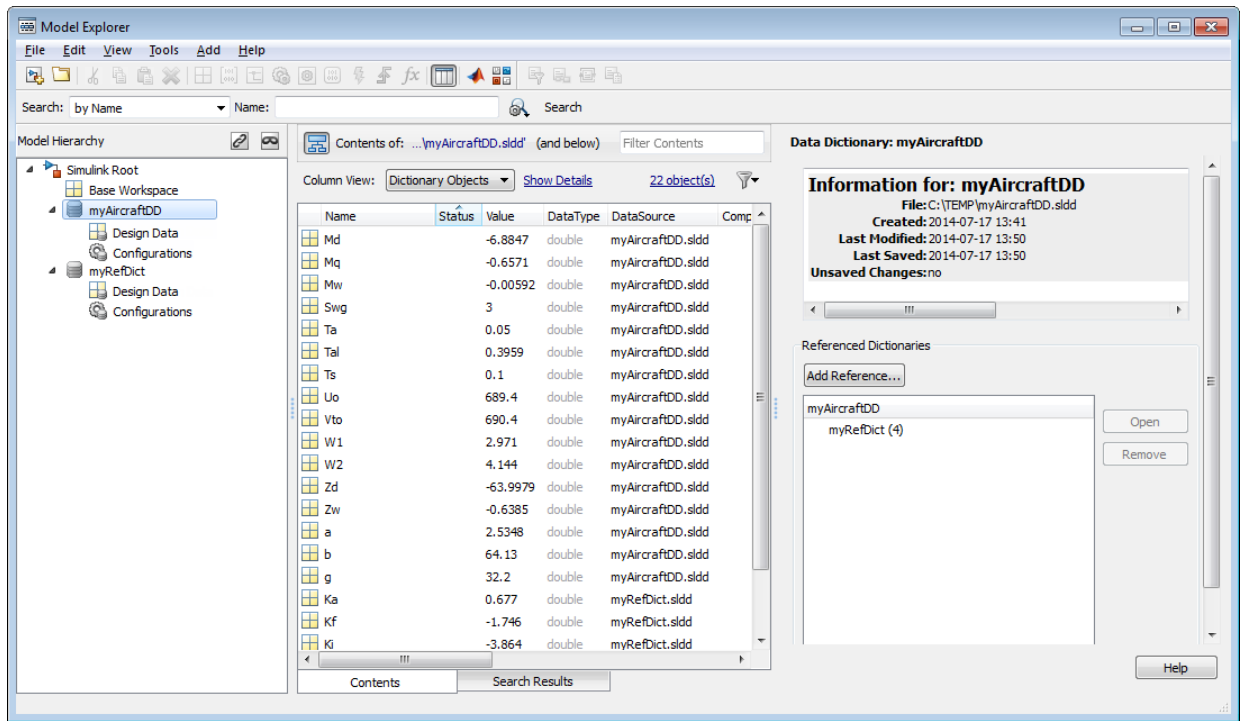 Model Explorer
File Edit View Tools Add Help
fx
Search: by Name Name: Search
Model Hierarchy
Simulink Root
Base Workspace
myAircraftDD
Design Data
Configurations
myRefDict
Design Data
Configurations
Contents of: ...\myAircraftDD.sldd' (and below) Filter Contents
Column View: Dictionary Objects Show Details 22 object(s)
Name Status Value DataType DataSource Comp
Md -6.8847 double myAircraftDD.sldd
Mq -0.6571 double myAircraftDD.sldd
Mw -0.00592 double myAircraftDD.sldd
Swg 3 double myAircraftDD.sldd
Ta 0.05 double myAircraftDD.sldd
Tal 0.3959 double myAircraftDD.sldd
Ts 0.1 double myAircraftDD.sldd
Uo 689.4 double myAircraftDD.sldd
Vto 690.4 double myAircraftDD.sldd
W1 2.971 double myAircraftDD.sldd
W2 4.144 double myAircraftDD.sldd
Zd -63.9979 double myAircraftDD.sldd
Zw -0.6385 double myAircraftDD.sldd
a 2.5348 double myAircraftDD.sldd
b 64.13 double myAircraftDD.sldd
g 32.2 double myAircraftDD.sldd
Ka 0.677 double myRefDict.sldd
Kf -1.746 double myRefDict.sldd
Ki -3.864 double myRefDict.sldd
Contents Search Results
Data Dictionary: myAircraftDD
Information for: myAircraftDD
File: C:\TEMP\myAircraftDD.sldd
Created: 2014-07-17 13:41
Last Modified: 2014-07-17 13:50
Last Saved: 2014-07-17 13:50
Unsaved Changes: no
Referenced Dictionaries
Add Reference...
myAircraftDD
myRefDict (4)
Open
Remove
Help